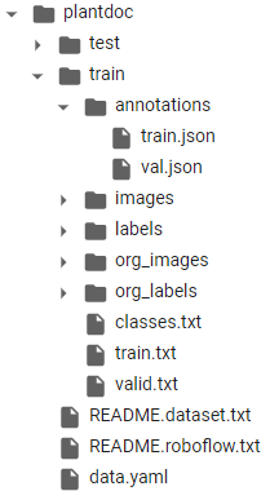 plantdoc
test
train
annotations
train.json
val.json
images
labels
org_images
org_labels
classes.txt
train.txt
valid.txt
README.dataset.txt
README.roboflow.txt
data.yaml